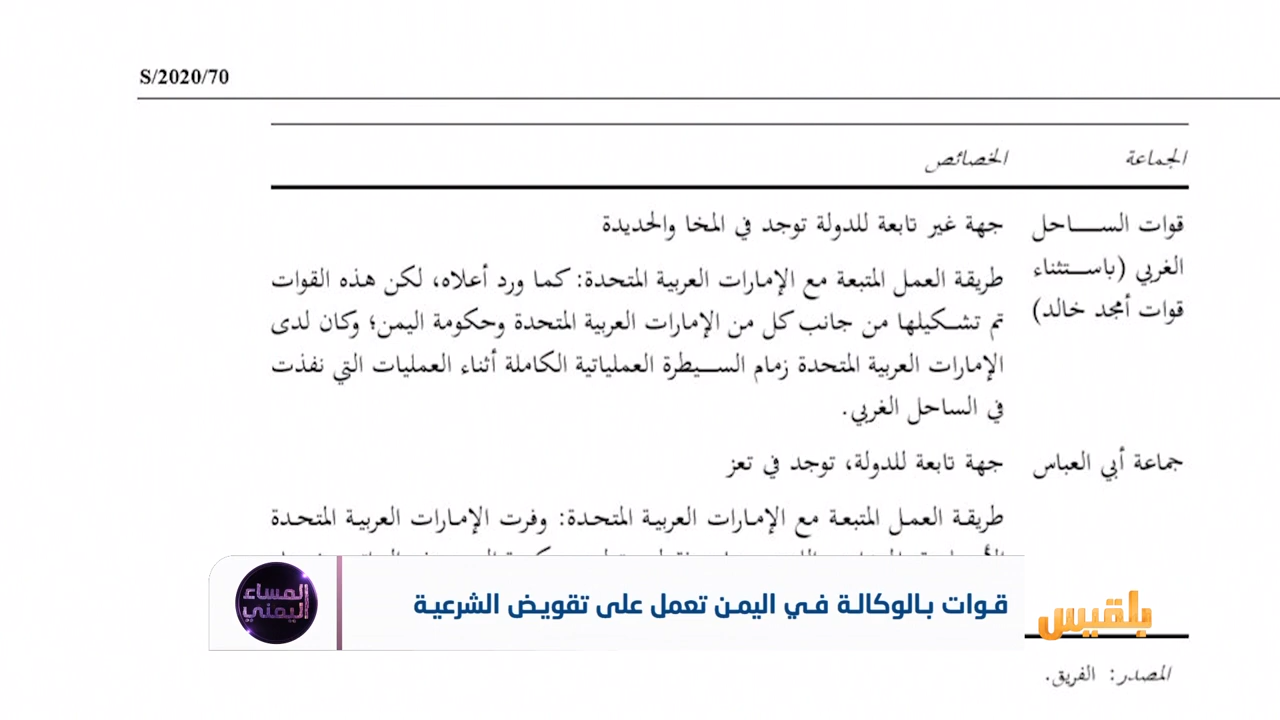 S/2020/70
الجماعة الخصائص
قوات الساحل جهة غير تابعة للدولة توجد في المخا والحديدة
الغربي (باستثناء
قوات أمجد خالد)
طريقة العمل المتبعة مع الإمارات العربية المتحدة: كما ورد أعلاه، لكن هذه القوات
تم تشكيلها من جانب كل من الإمارات العربية المتحدة وحكومة اليمن؛ وكان لدى
الإمارات العربية المتحدة زمام السيطرة العملياتية الكاملة أثناء العمليات التي نفذت
في الساحل الغربي.
جماعة أبي العباس جهة تابعة للدولة، توجد في تعز
طريقة العمل المتبعة مع الإمارات العربية المتحدة: وفرت الإمارات العربية المتحدة
قوات بالوكالة في اليمن تعمل على تقويض الشرعية
المساء
اليمني
بلقيس
المصدر: الفريق.